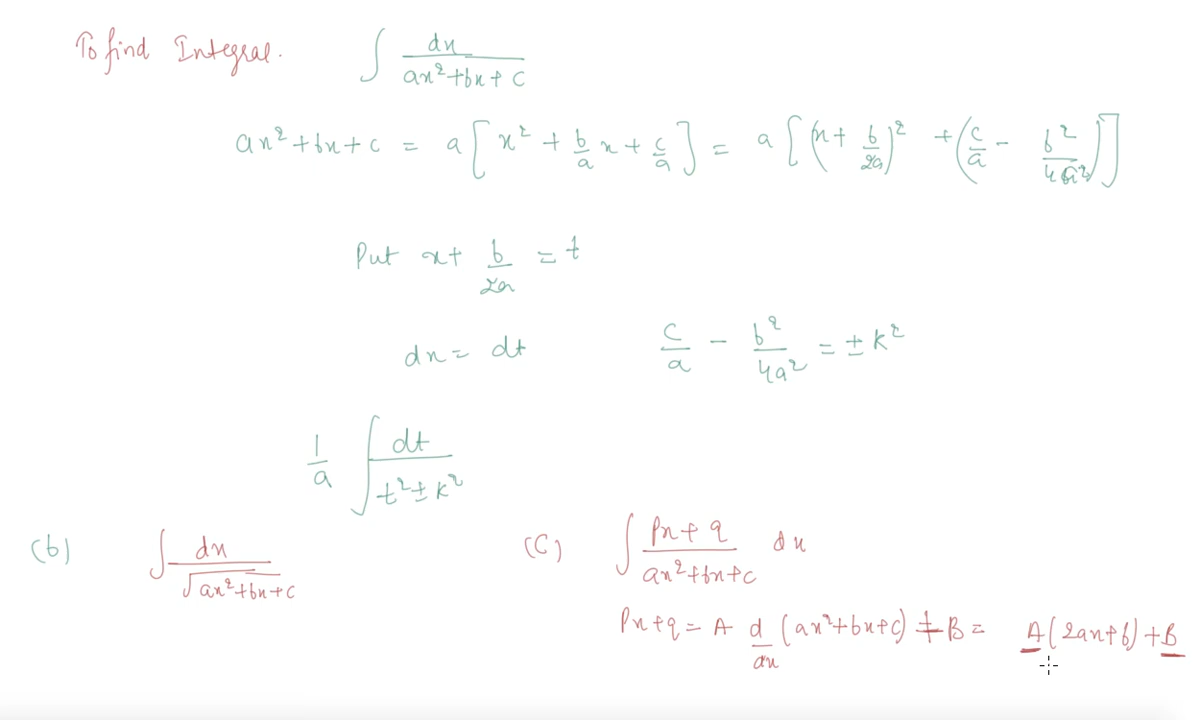 To find Integral. ∫ dx / (ax² + bx + c)
ax² + bx + c = a[x² + b/a x + c/a] = a[(x + b/2a)² + (c/a - b²/4a²)]
Put x + b/2a = t
dx = dt c/a - b²/4a² = ± k²
1/a ∫ dt / (t² ± k²)
(b) ∫ dx / √(ax² + bx + c) (C) ∫ (Px + q) / (ax² + bx + c) dx
Px + q = A d/dx (ax² + bx + c) + B = A(2ax + b) + B